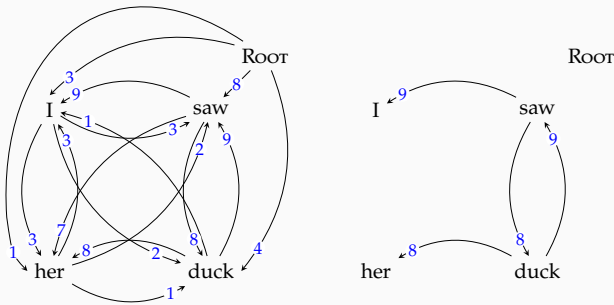 Root Root
3 8
9 9
I saw I saw
1 3
3 2 9 9
7
1 3 8 2 8 4 8 8
her duck her duck
1